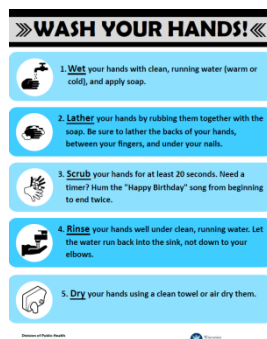 WASH YOUR HANDS!
1. Wet your hands with clean, running water (warm or
cold), and apply soap.
2. Lather your hands by rubbing them together with the
soap. Be sure to lather the backs of your hands,
between your fingers, and under your nails.
3. Scrub your hands for at least 20 seconds. Need a
timer? Hum the "Happy Birthday" song from beginning
to end twice.
4. Rinse your hands well under clean, running water. Let
the water run back into the sink, not down to your
elbows.
5. Dry your hands using a clean towel or air dry them.
Division of Public Health
Wisconsin